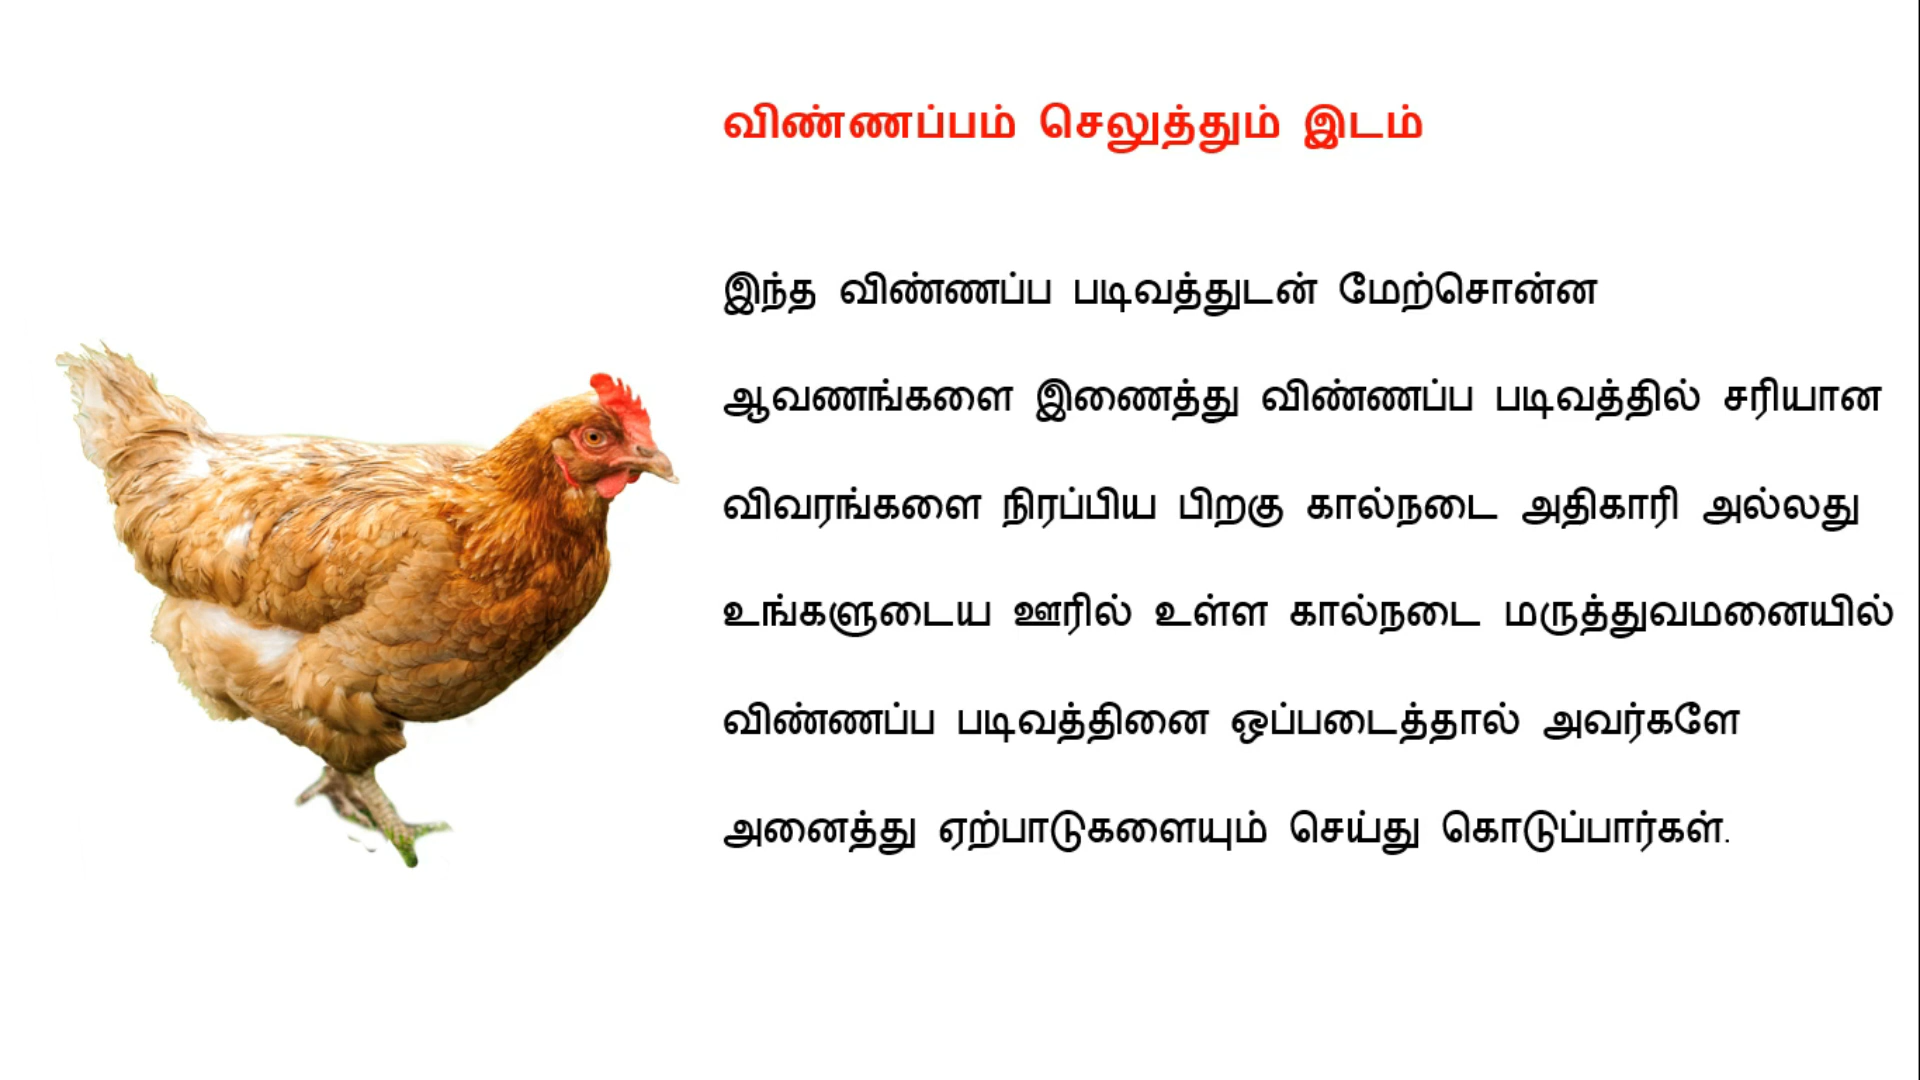 விண்ணப்பம் செலுத்தும் இடம்
இந்த விண்ணப்ப படிவத்துடன் மேற்சொன்ன
ஆவணங்களை இணைத்து விண்ணப்ப படிவத்தில் சரியான
விவரங்களை நிரப்பிய பிறகு கால்நடை அதிகாரி அல்லது
உங்களுடைய ஊரில் உள்ள கால்நடை மருத்துவமனையில்
விண்ணப்ப படிவத்தினை ஒப்படைத்தால் அவர்களே
அனைத்து ஏற்பாடுகளையும் செய்து கொடுப்பார்கள்.